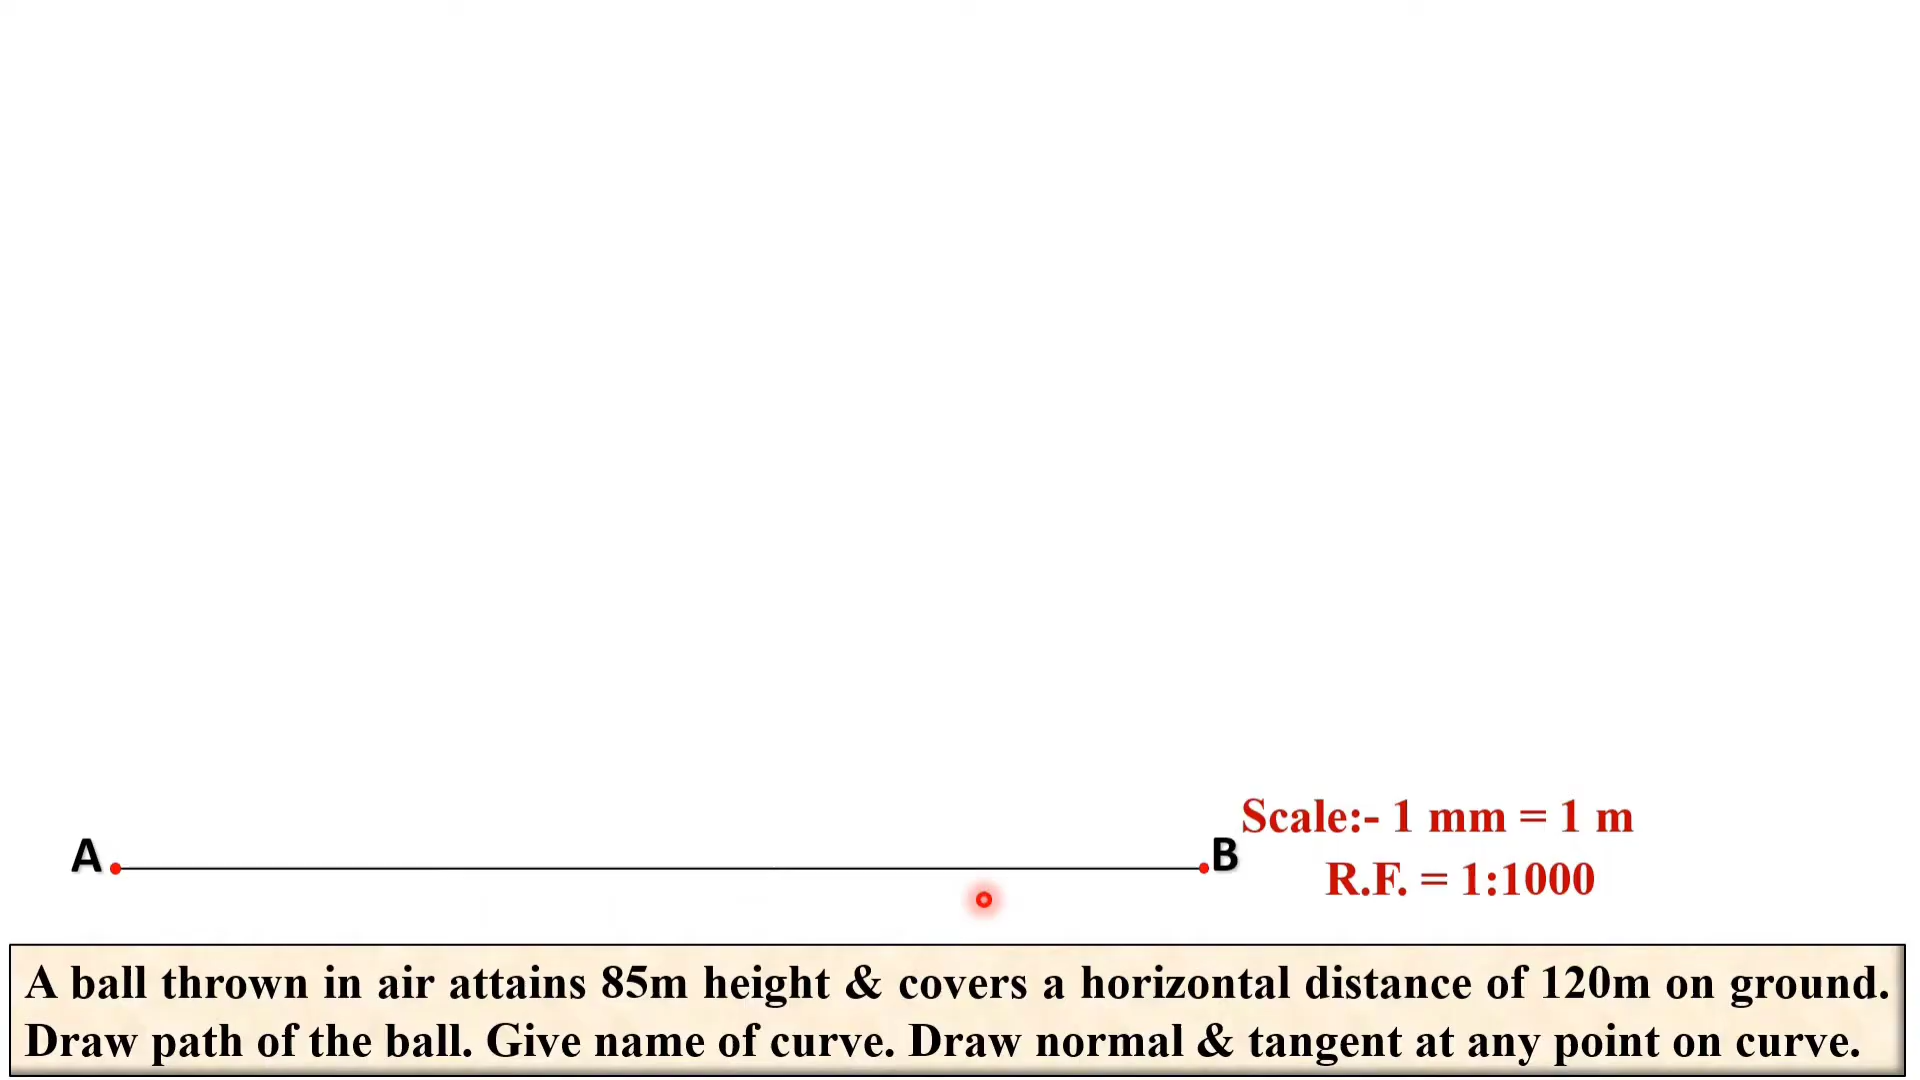 Scale:- 1 mm = 1 m
A
B
R.F. = 1:1000
A ball thrown in air attains 85m height & covers a horizontal distance of 120m on ground.
Draw path of the ball. Give name of curve. Draw normal & tangent at any point on curve.